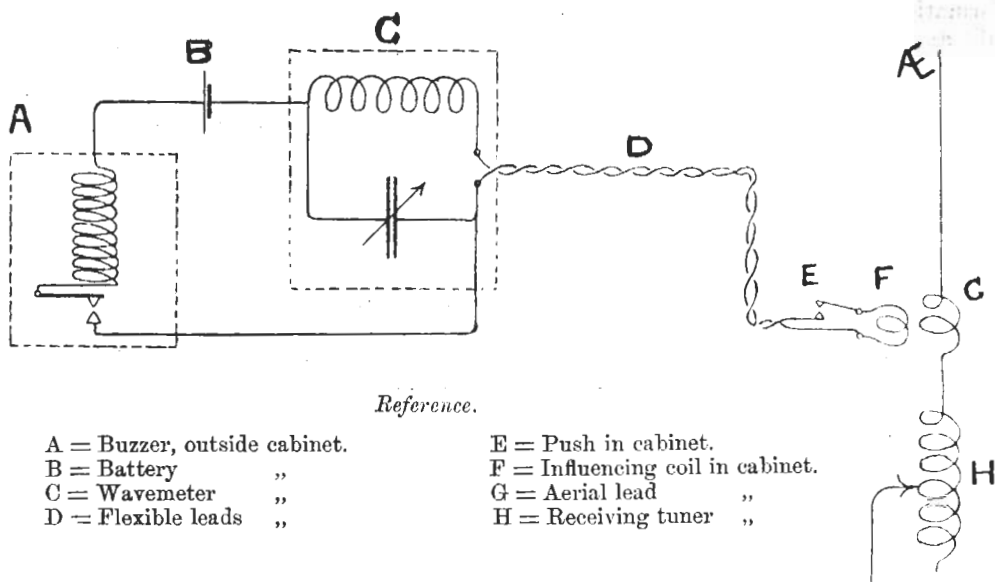 C
B
Æ
A
D
E
F
G
H
Reference.
A = Buzzer, outside cabinet.
B = Battery „
C = Wavemeter „
D = Flexible leads „
E = Push in cabinet.
F = Influencing coil in cabinet.
G = Aerial lead „
H = Receiving tuner „